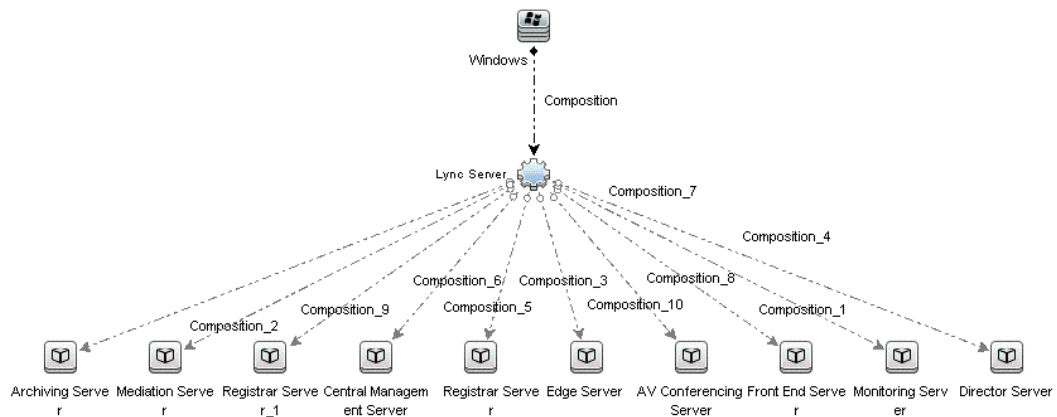 Windows
Composition
Lync Server
Composition_7
Composition_4
Composition_6
Composition_3
Composition_8
Composition_9
Composition_5
Composition_10
Composition_1
Composition_2
Archiving Serve
r
Mediation Serve
r
Registrar Serve
r_1
Central Managem
ent Server
Registrar Serve
r
Edge Server
AV Conferencing
Server
Front End Serve
r
Monitoring Serv
er
Director Server